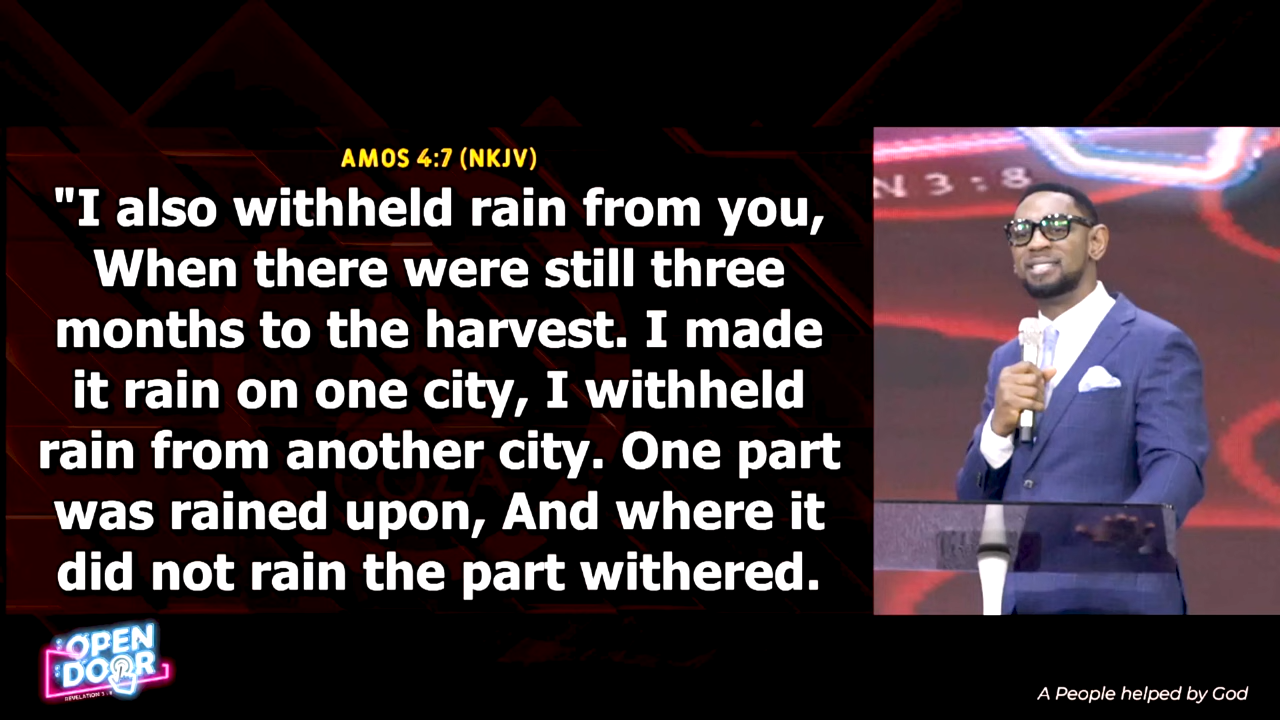 AMOS 4:7 (NKJV)
"I also withheld rain from you,
When there were still three
months to the harvest. I made
it rain on one city, I withheld
rain from another city. One part
was rained upon, And where it
did not rain the part withered.
N 3:8
OPEN
DOOR
A People helped by God